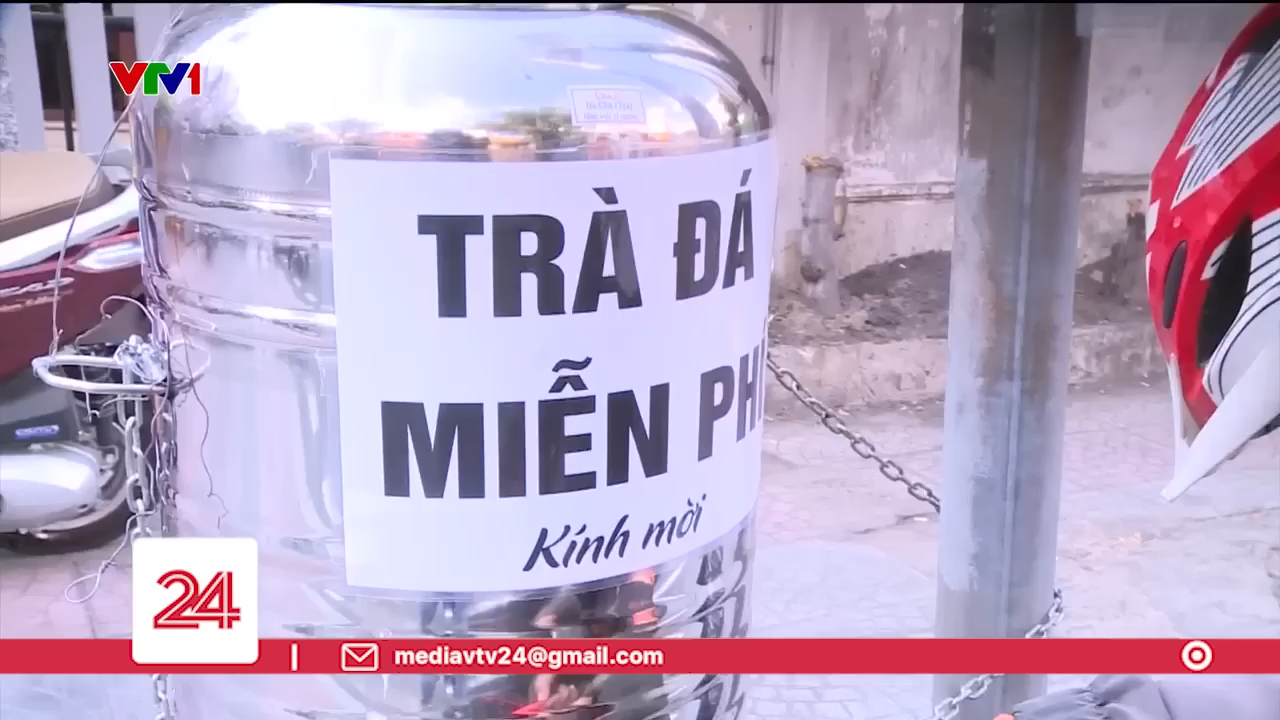 VTV1
TRÀ ĐÁ
MIỄN PHÍ
Kính mời
24
mediavtv24@gmail.com